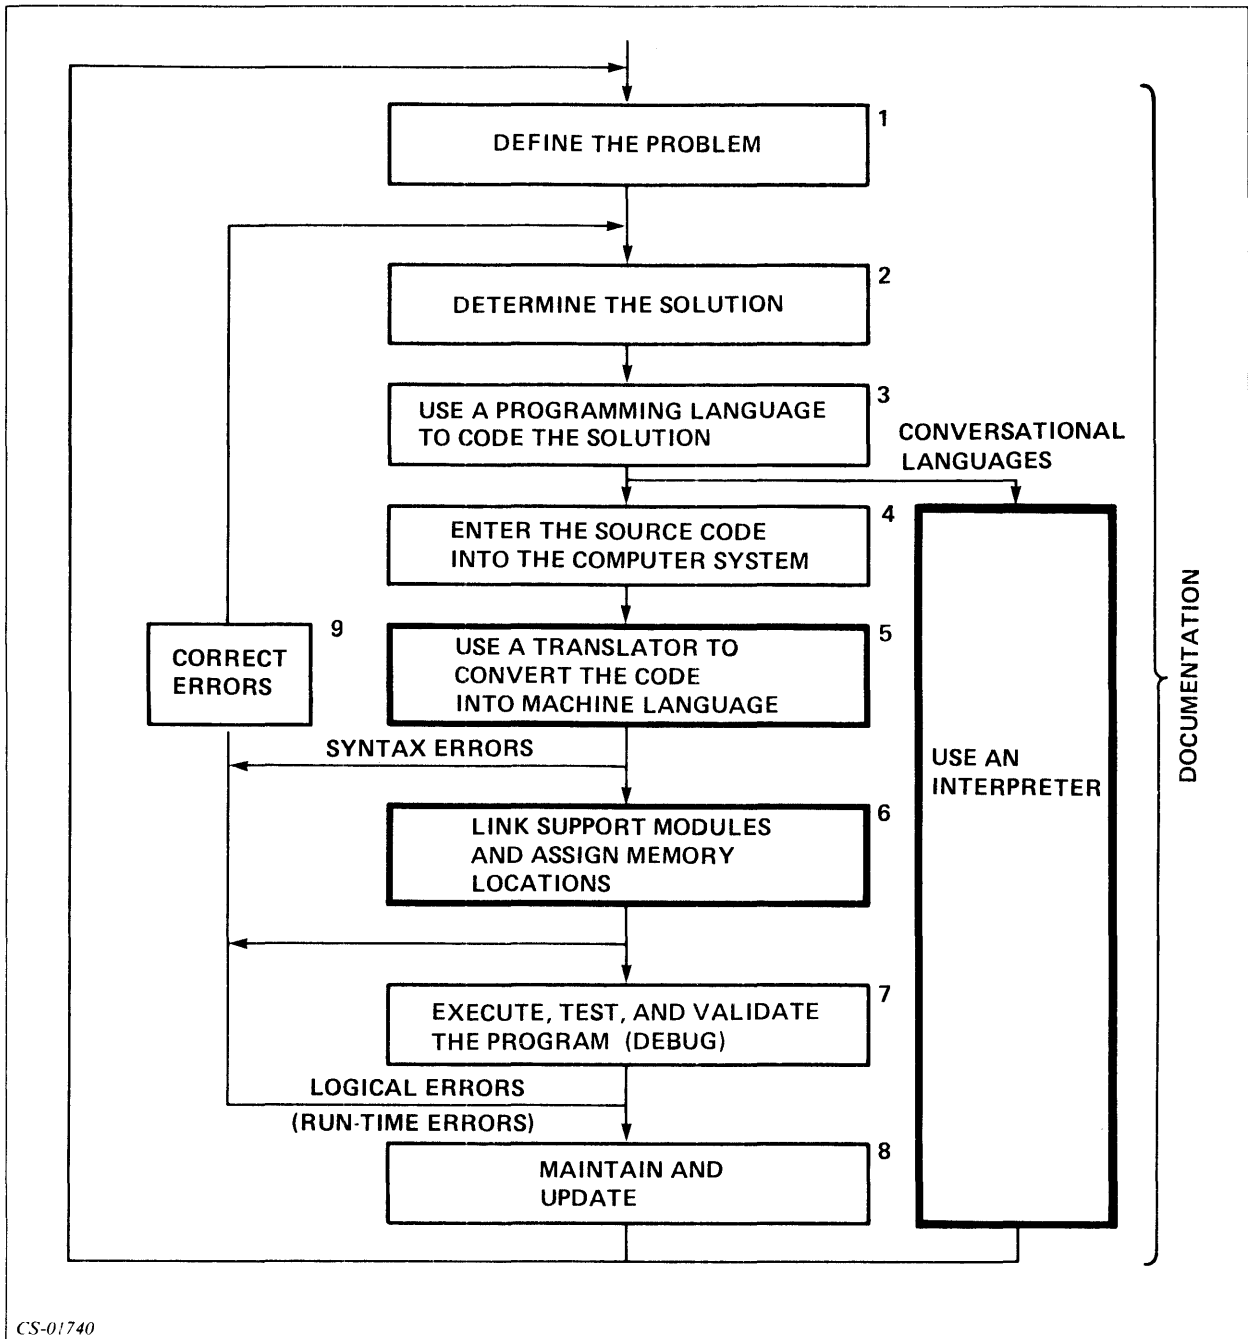 1
DEFINE THE PROBLEM
2
DETERMINE THE SOLUTION
3
USE A PROGRAMMING LANGUAGE
TO CODE THE SOLUTION
CONVERSATIONAL
LANGUAGES
4
ENTER THE SOURCE CODE
INTO THE COMPUTER SYSTEM
5
USE A TRANSLATOR TO
CONVERT THE CODE
INTO MACHINE LANGUAGE
9
CORRECT
ERRORS
SYNTAX ERRORS
USE AN
INTERPRETER
DOCUMENTATION
6
LINK SUPPORT MODULES
AND ASSIGN MEMORY
LOCATIONS
7
EXECUTE, TEST, AND VALIDATE
THE PROGRAM (DEBUG)
LOGICAL ERRORS
(RUN-TIME ERRORS)
8
MAINTAIN AND
UPDATE
CS-01740